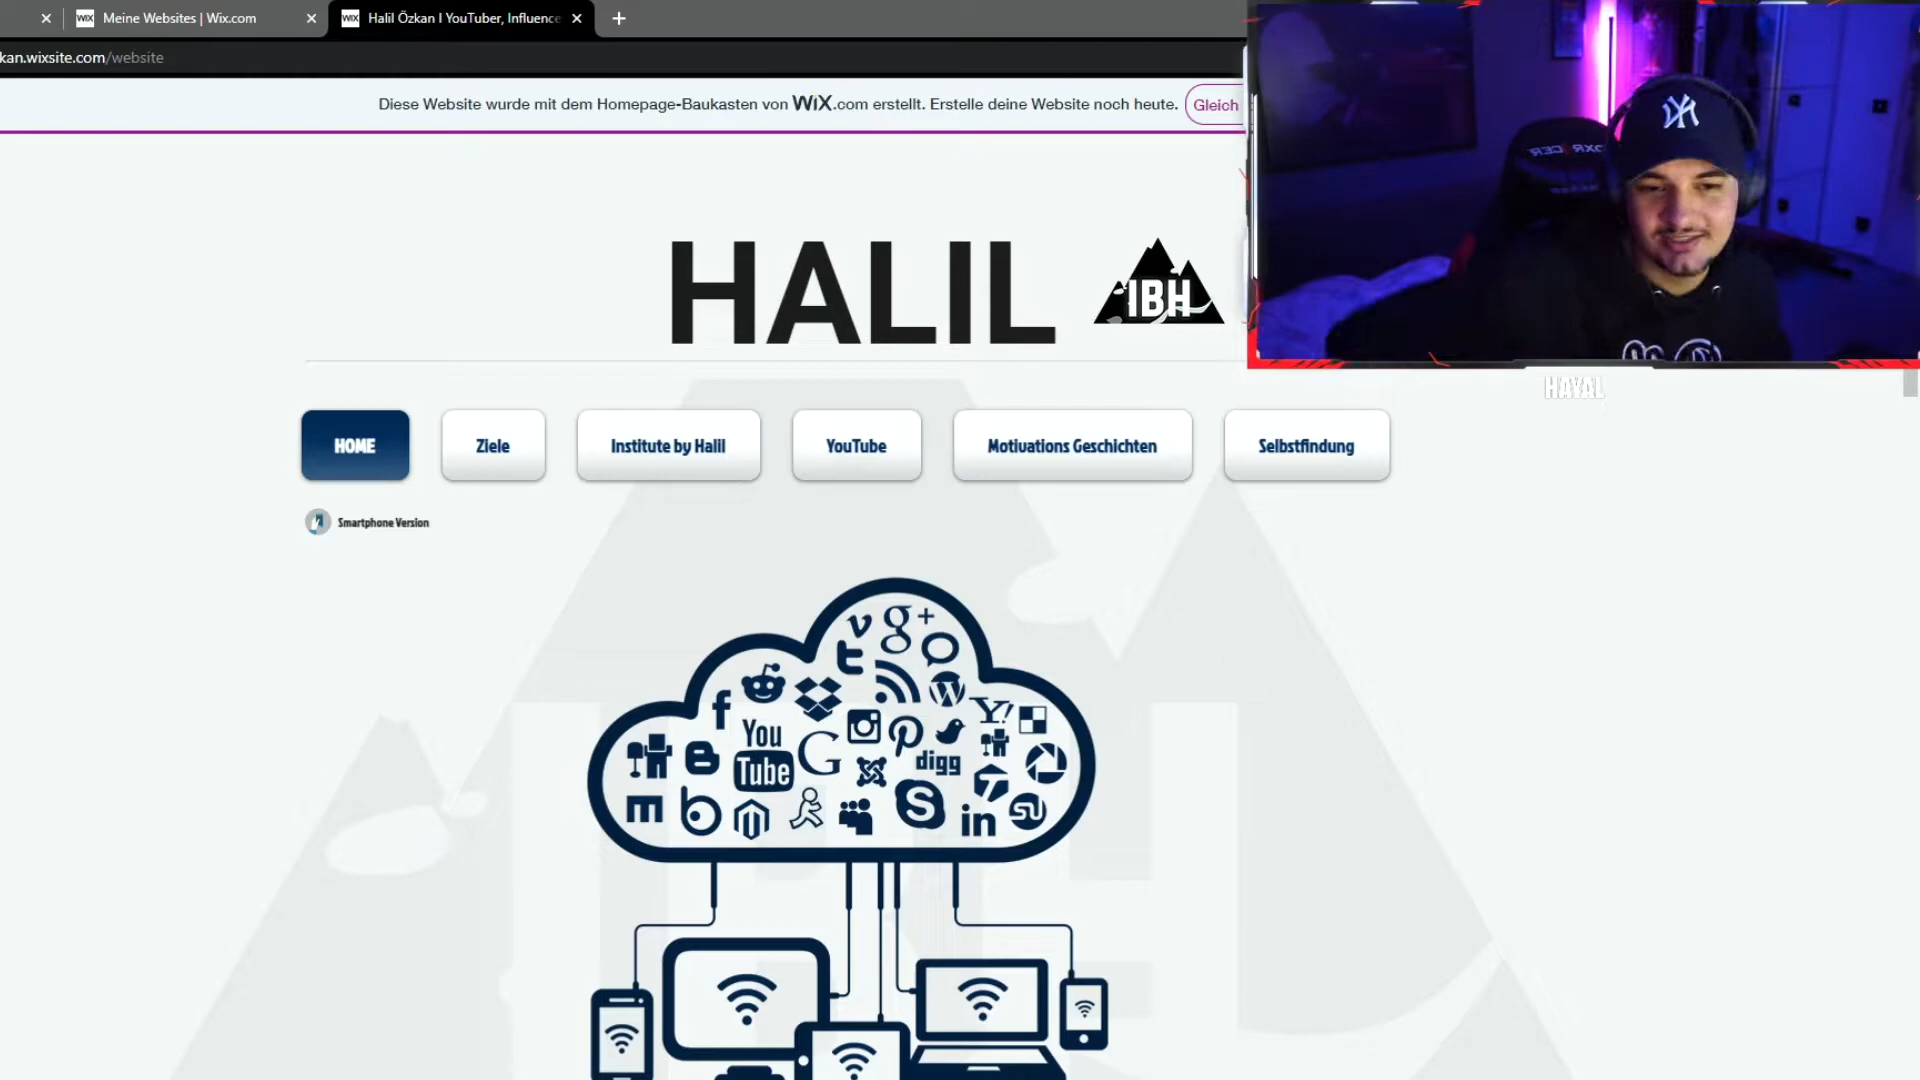 Meine Websites | Wix.com
Halil Özkan I YouTuber, Influence
kan.wixsite.com/website
Diese Website wurde mit dem Homepage-Baukasten von WiX.com erstellt. Erstelle deine Website noch heute.
Gleich
HALIL
IBH
HAYAL
HOME
Ziele
Institute by Halil
YouTube
Motivations Geschichten
Selbstfindung
Smartphone Version
v g+
t
f
W
Y!
You
Tube
B
G
digg
m
b
S
in